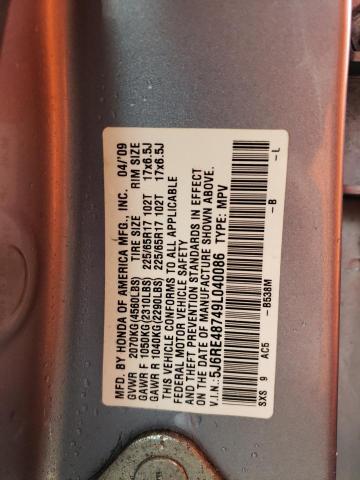 MFD. BY HONDA OF AMERICA MFG., INC. 04/'09
GVWR 2070KG(4560LBS) TIRE SIZE RIM SIZE
GAWR F 1050KG(2310LBS) 225/65R17 102T 17x6.5J
GAWR R 1040KG(2290LBS) 225/65R17 102T 17x6.5J
THIS VEHICLE CONFORMS TO ALL APPLICABLE
FEDERAL MOTOR VEHICLE SAFETY
AND THEFT PREVENTION STANDARDS IN EFFECT
ON THE DATE OF MANUFACTURE SHOWN ABOVE.
V.I.N.: 5J6RE48749L040086 TYPE: MPV
SXS 9 AC5 -B538M -B -L